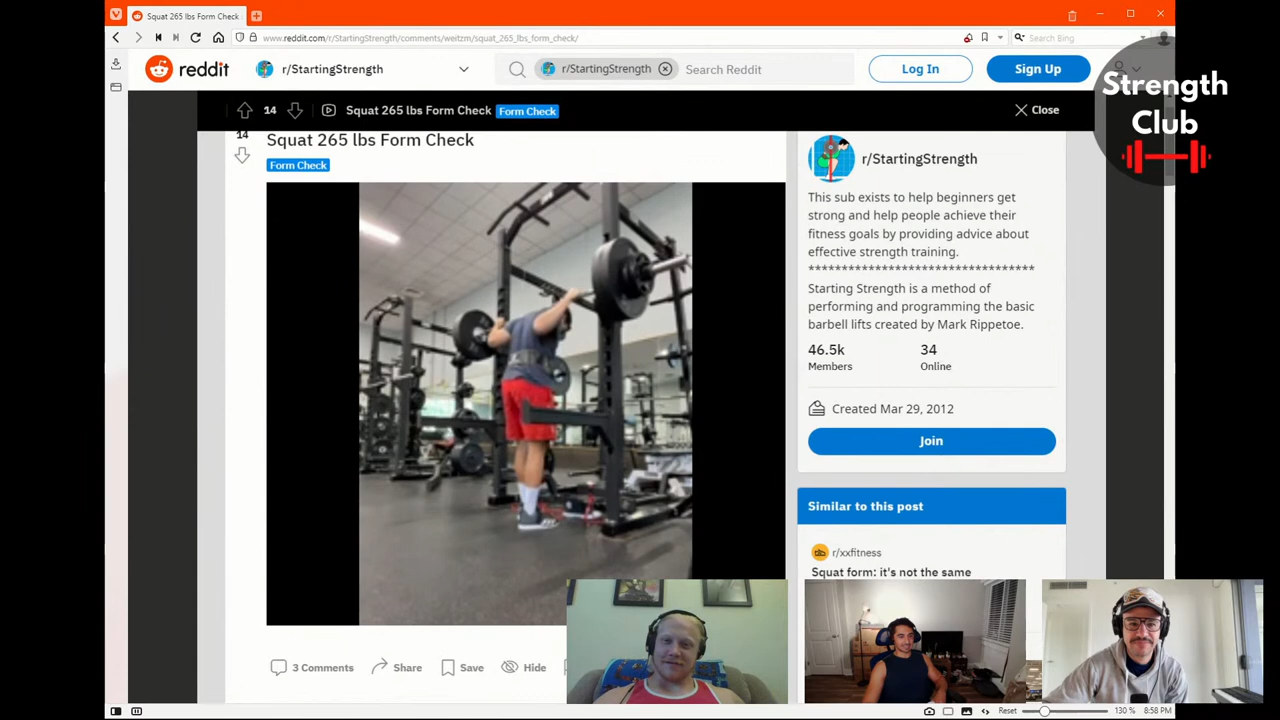 Squat 265 lbs Form Check
www.reddit.com/r/StartingStrength/comments/weitzm/squat_265_lbs_form_check/
Search Bing
reddit
r/StartingStrength
r/StartingStrength
Search Reddit
Log In
Sign Up
Strength
Club
14
Squat 265 lbs Form Check
Form Check
Close
14
Squat 265 lbs Form Check
Form Check
r/StartingStrength
This sub exists to help beginners get
strong and help people achieve their
fitness goals by providing advice about
effective strength training.
**********************************
Starting Strength is a method of
performing and programming the basic
barbell lifts created by Mark Rippetoe.
46.5k
34
Members
Online
Created Mar 29, 2012
Join
Similar to this post
r/xxfitness
Squat form: it's not the same
3 Comments
Share
Save
Hide
Reset
130 %
8:58 PM